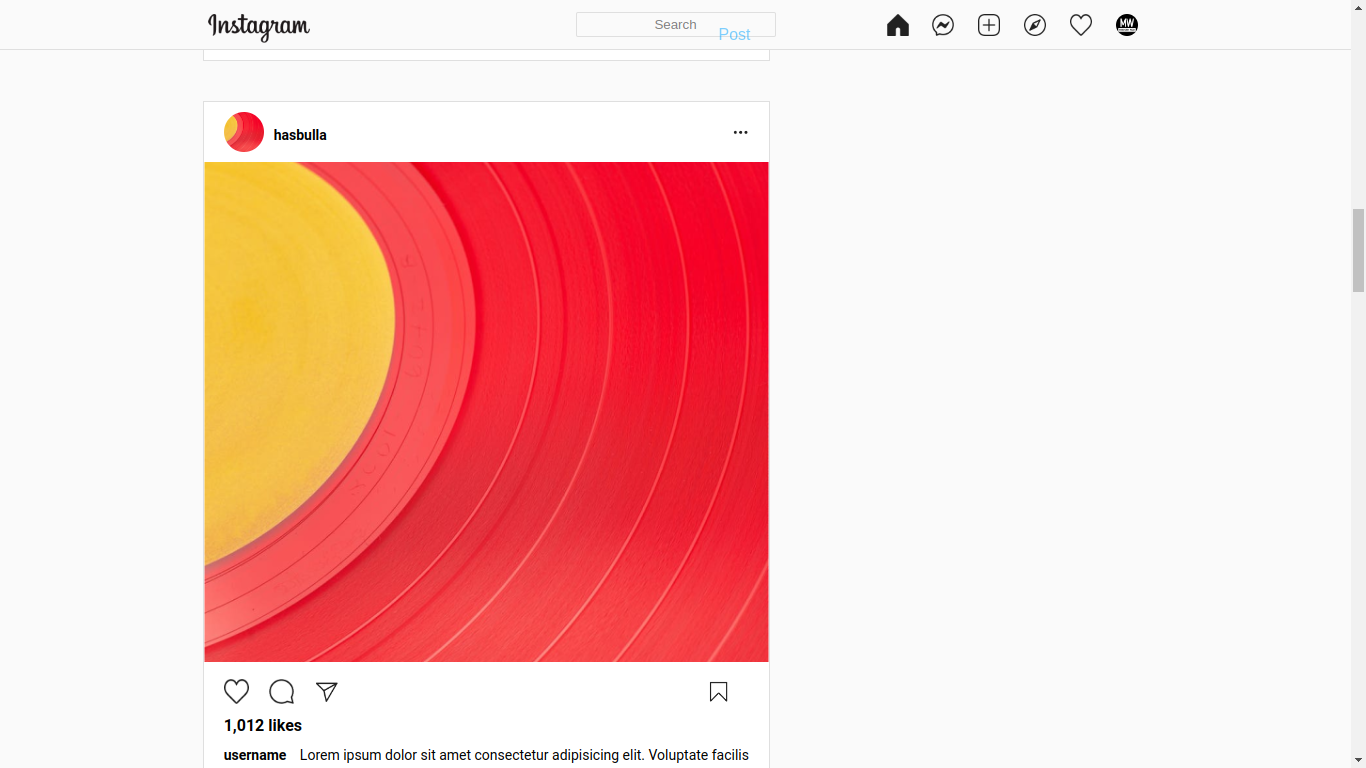 Instagram
Search
Post
MW
hasbulla
1,012 likes
username Lorem ipsum dolor sit amet consectetur adipisicing elit. Voluptate facilis